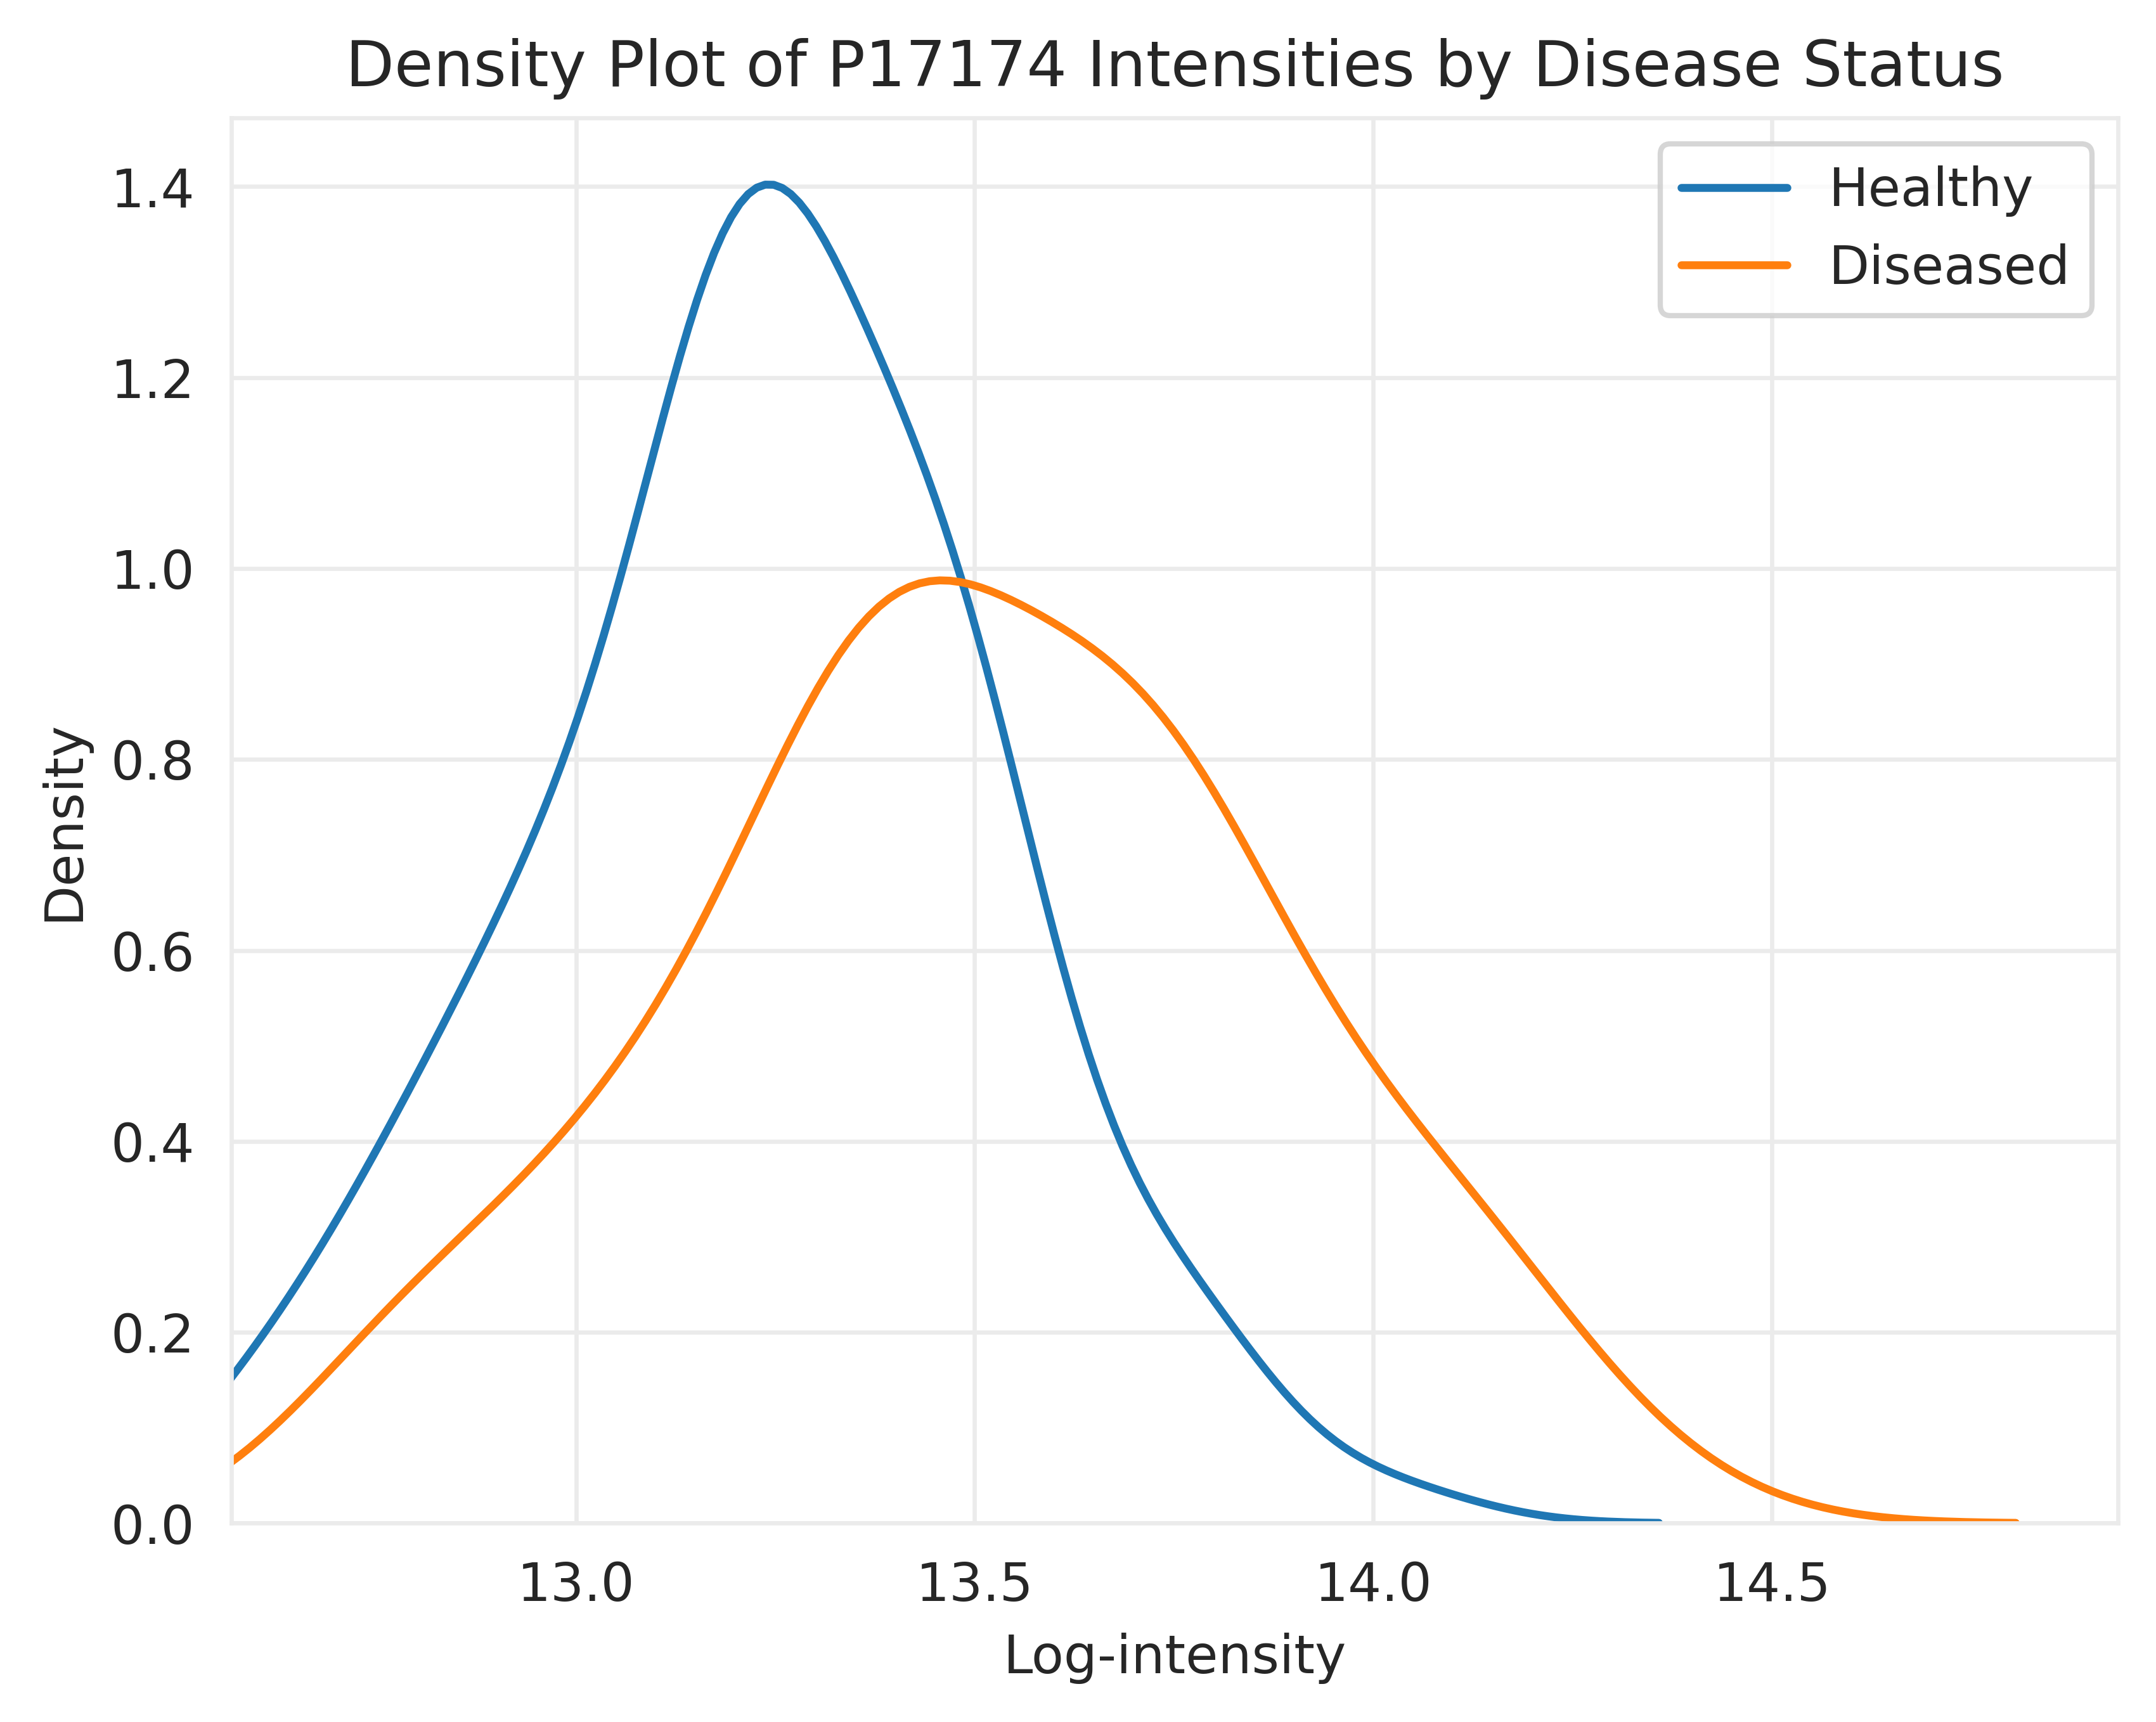 Density Plot of P17174 Intensities by Disease Status
1.4
1.2
1.0
0.8
0.6
0.4
0.2
0.0
Density
Healthy
Diseased
13.0 13.5 14.0 14.5
Log-intensity